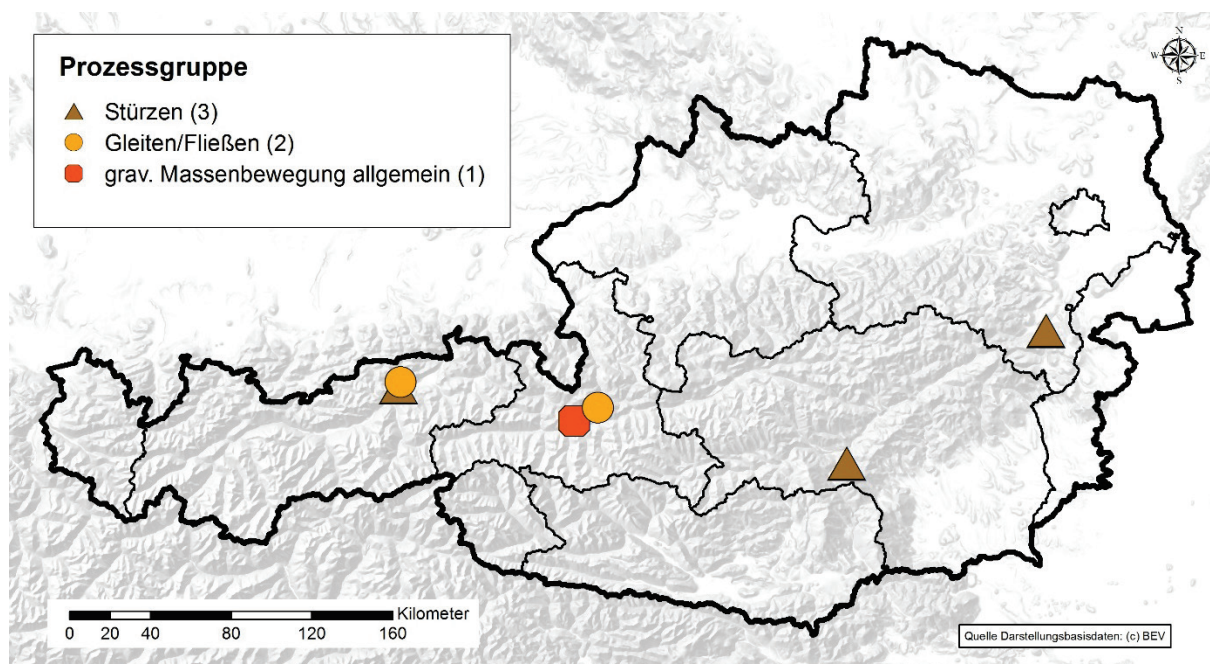 Prozessgruppe
Stürzen (3)
Gleiten/Fließen (2)
grav. Massenbewegung allgemein (1)
N
W E
S
Kilometer
0 20 40 80 120 160
Quelle Darstellungsbasisdaten: (c) BEV